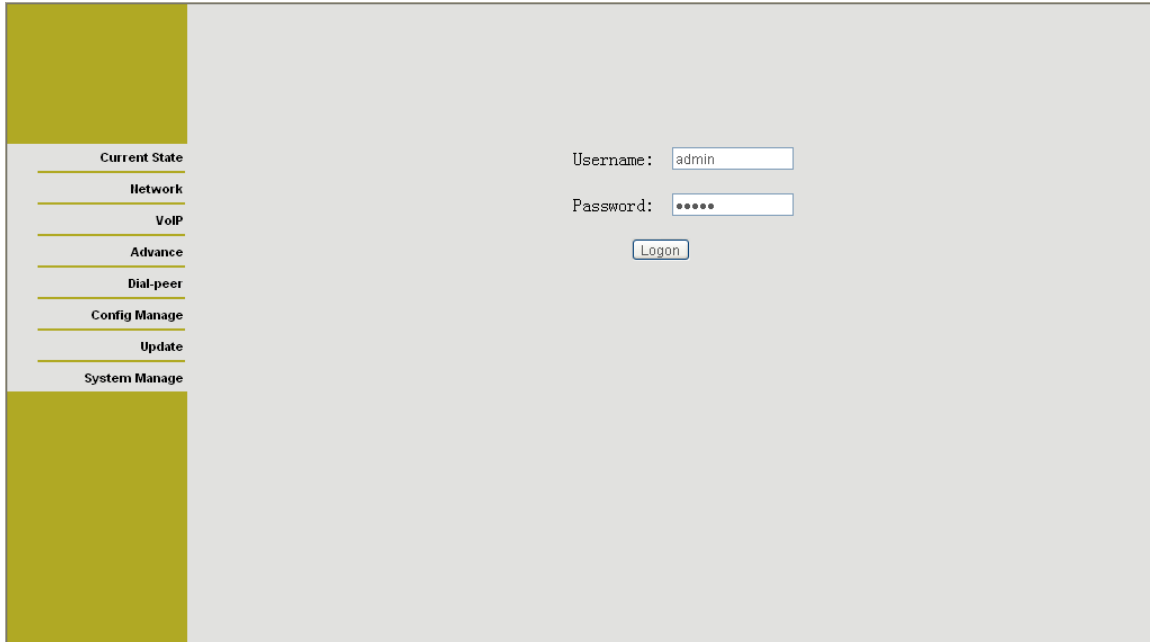 Current State
Network
VoIP
Advance
Dial-peer
Config Manage
Update
System Manage
Username: admin
Password: •••••
Logon